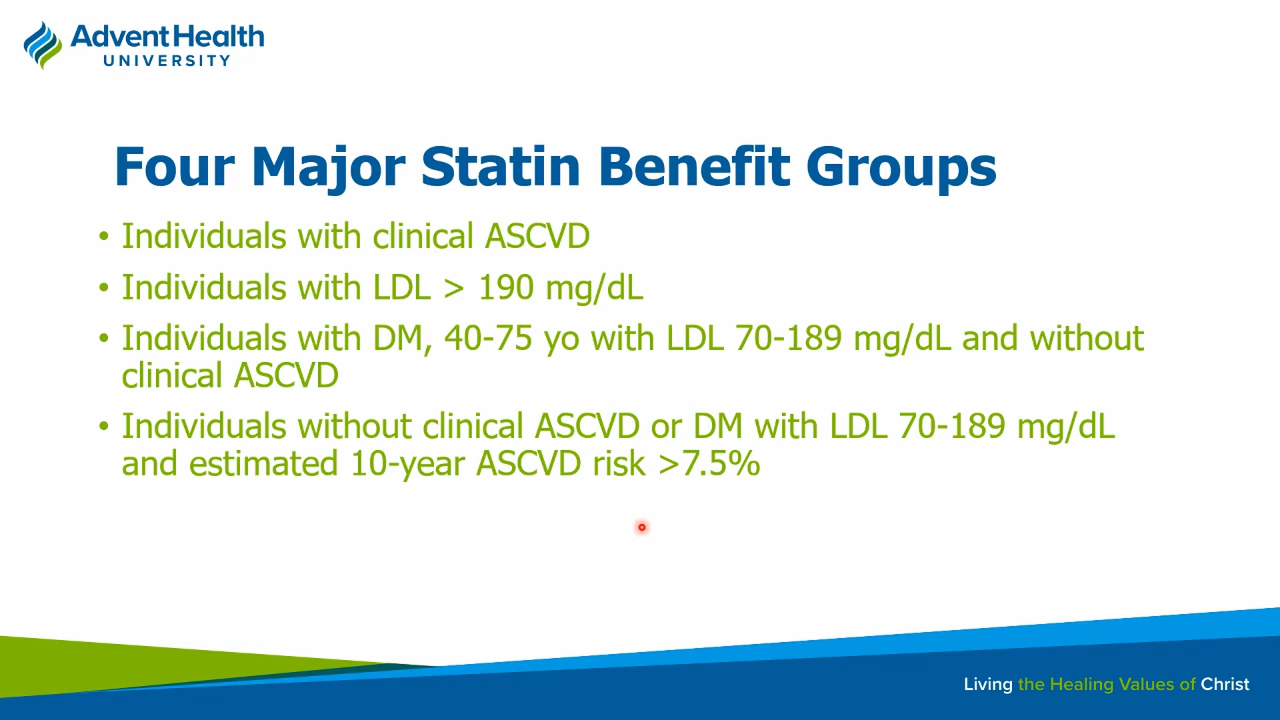 AdventHealth
UNIVERSITY
Four Major Statin Benefit Groups
• Individuals with clinical ASCVD
• Individuals with LDL > 190 mg/dL
• Individuals with DM, 40-75 yo with LDL 70-189 mg/dL and without
clinical ASCVD
• Individuals without clinical ASCVD or DM with LDL 70-189 mg/dL
and estimated 10-year ASCVD risk >7.5%
Living the Healing Values of Christ